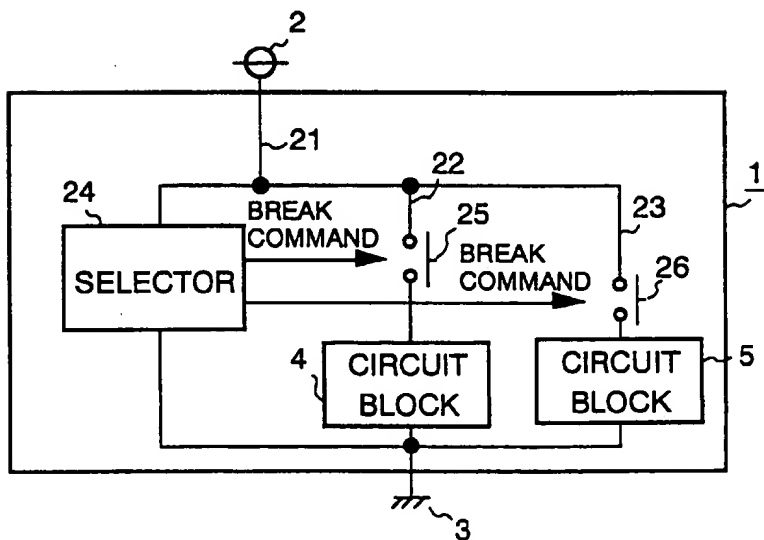 2
21
22
1
24
BREAK
COMMAND
25
23
BREAK
COMMAND
26
SELECTOR
4
CIRCUIT
BLOCK
CIRCUIT
BLOCK
5
3